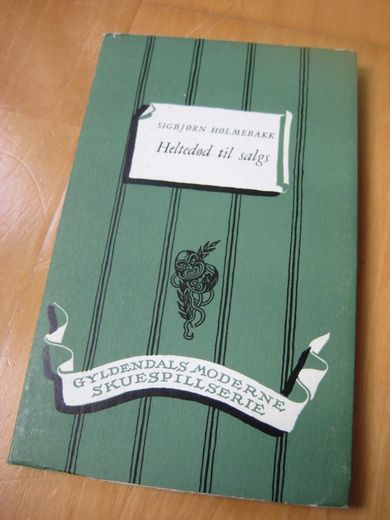 SIGBJØRN HØLMEBAKK
Heltedød til salgs
GYLDENDALS MODERNE
SKUESPILLSERIE